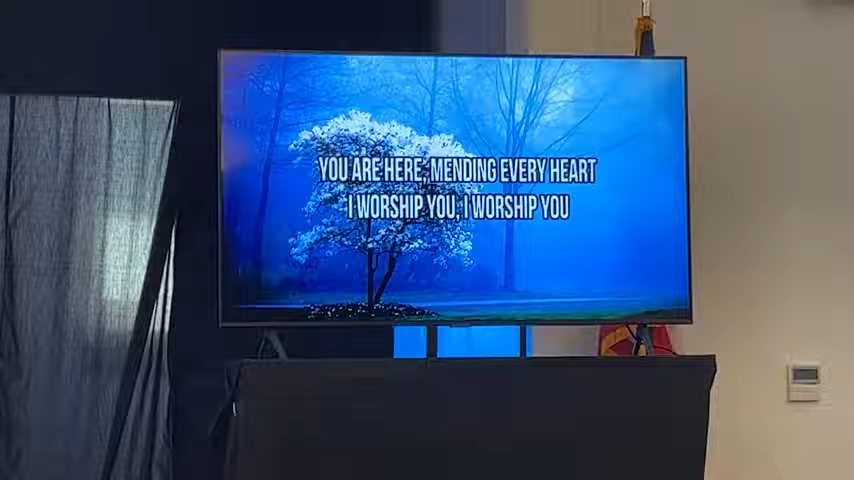 YOU ARE HERE, MENDING EVERY HEART
I WORSHIP YOU, I WORSHIP YOU